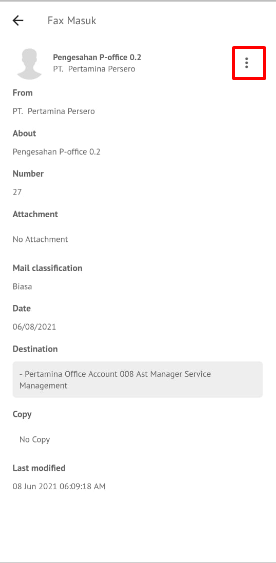 Fax Masuk
Pengesahan P-office 0.2
PT. Pertamina Persero
From
PT. Pertamina Persero
About
Pengesahan P-office 0.2
Number
27
Attachment
No Attachment
Mail classification
Biasa
Date
06/08/2021
Destination
- Pertamina Office Account 008 Ast Manager Service
Management
Copy
No Copy
Last modified
08 Jun 2021 06:09:18 AM